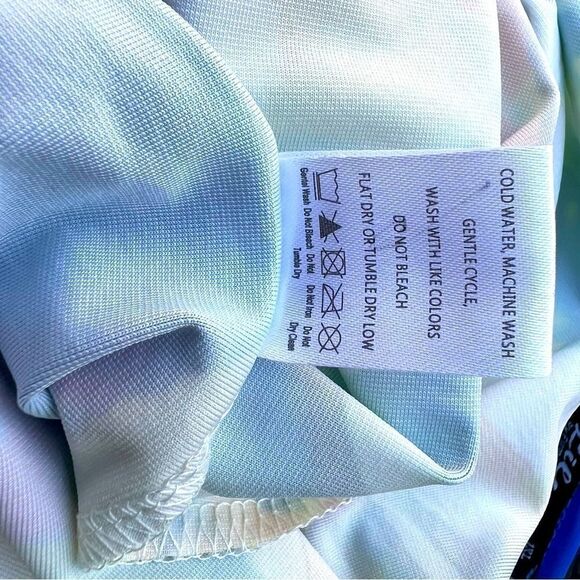 COLD WATER, MACHINE WASH
GENTLE CYCLE,
WASH WITH LIKE COLORS
DO NOT BLEACH
FLAT DRY OR TUMBLE DRY LOW
Gentel Wash Do Not Bleach Do Not Do Not Iron Do Not
Tumble Dry Dry Clean